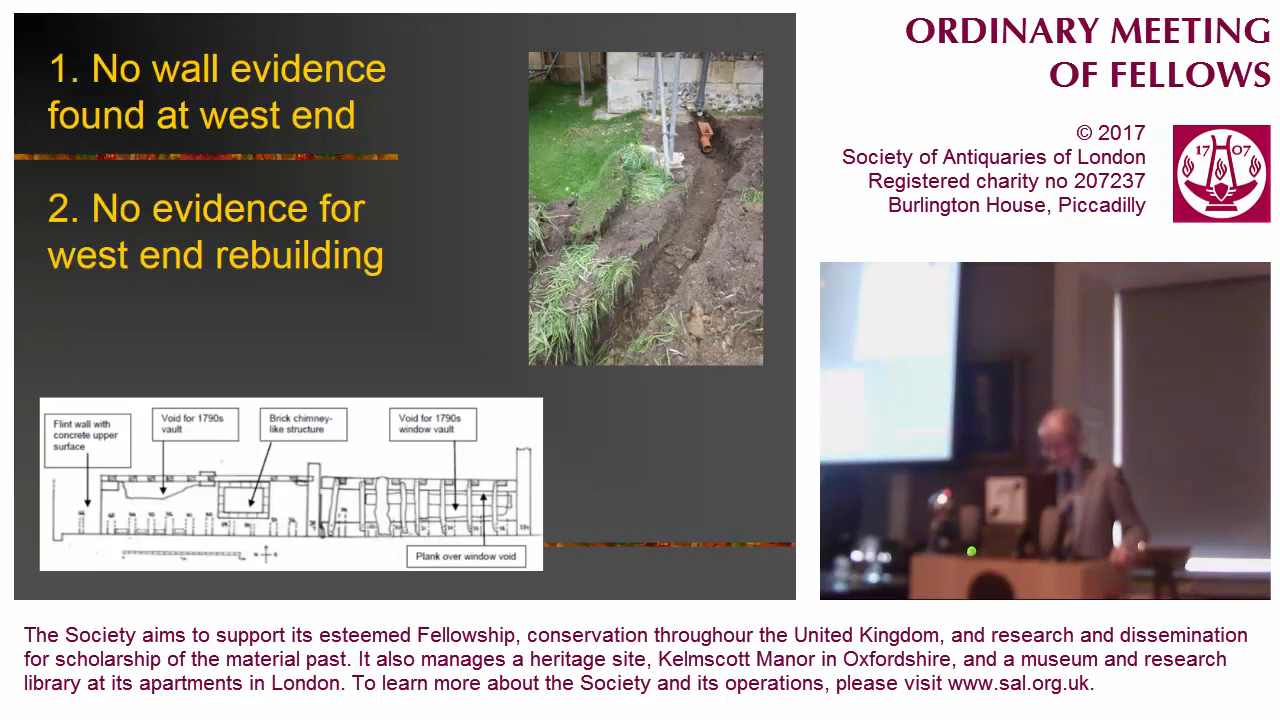 1. No wall evidence
found at west end
2. No evidence for
west end rebuilding
Flint wall with
concrete upper
surface
Void for 1790s
vault
Brick chimney-
like structure
Void for 1790s
window vault
Plank over window void
ORDINARY MEETING
OF FELLOWS
© 2017
Society of Antiquaries of London
Registered charity no 207237
Burlington House, Piccadilly
17 07
The Society aims to support its esteemed Fellowship, conservation throughour the United Kingdom, and research and dissemination
for scholarship of the material past. It also manages a heritage site, Kelmscott Manor in Oxfordshire, and a museum and research
library at its apartments in London. To learn more about the Society and its operations, please visit www.sal.org.uk.